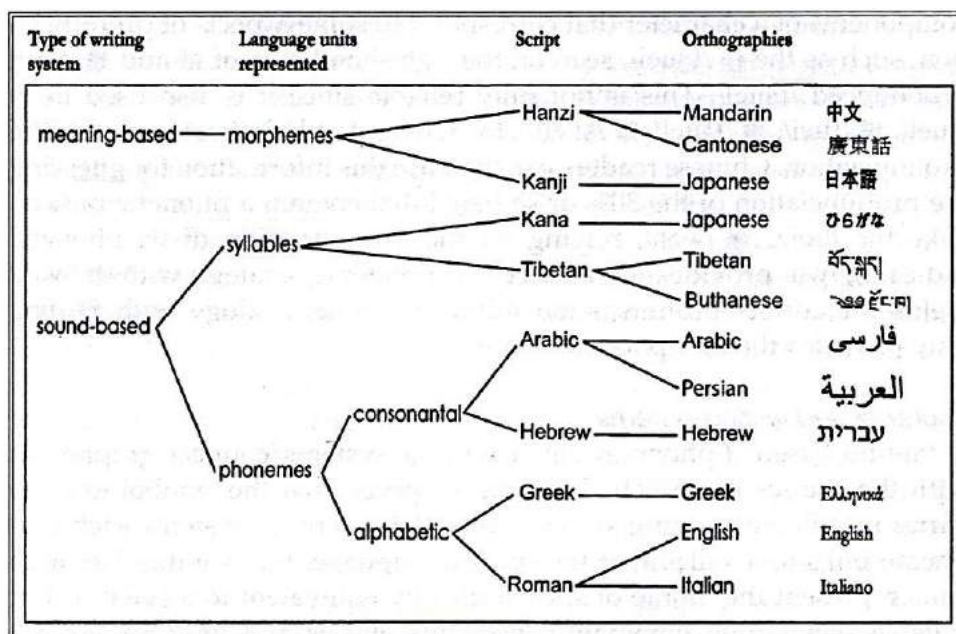 Type of writing system Language units represented Script Orthographies
meaning-based morphemes Hanzi Mandarin 中文
Cantonese 廣東話
Kanji Japanese 日本語
syllables Kana Japanese ひらがな
Tibetan Tibetan བོད་སྐད།
Buthanese
sound-based Arabic Arabic فارسى
Persian العربية
consonantal
Hebrew Hebrew עברית
phonemes
Greek Greek Ελληνικά
alphabetic English English
Roman Italian Italiano